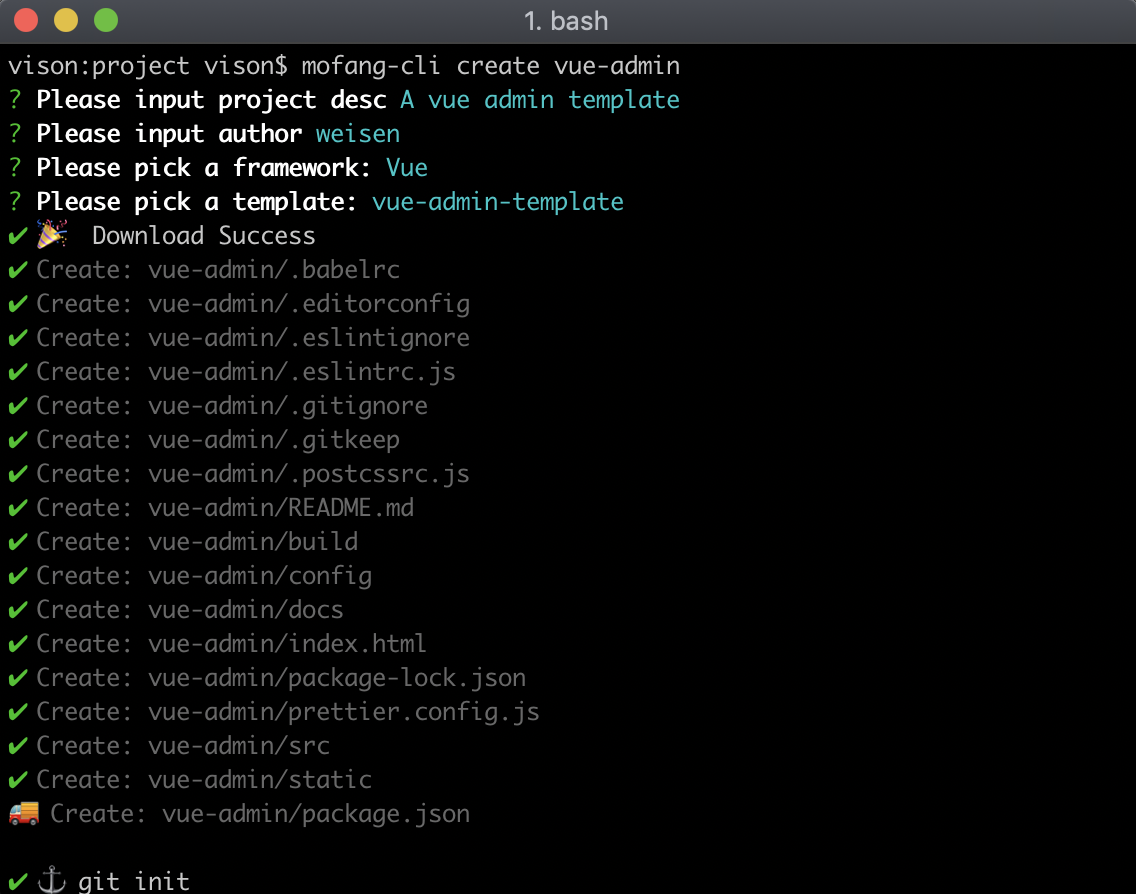 1. bash
vison:project vison$ mofang-cli create vue-admin
? Please input project desc A vue admin template
? Please input author weisen
? Please pick a framework: Vue
? Please pick a template: vue-admin-template
✔ 🎉 Download Success
✔ Create: vue-admin/.babelrc
✔ Create: vue-admin/.editorconfig
✔ Create: vue-admin/.eslintignore
✔ Create: vue-admin/.eslintrc.js
✔ Create: vue-admin/.gitignore
✔ Create: vue-admin/.gitkeep
✔ Create: vue-admin/.postcssrc.js
✔ Create: vue-admin/README.md
✔ Create: vue-admin/build
✔ Create: vue-admin/config
✔ Create: vue-admin/docs
✔ Create: vue-admin/index.html
✔ Create: vue-admin/package-lock.json
✔ Create: vue-admin/prettier.config.js
✔ Create: vue-admin/src
✔ Create: vue-admin/static
🚚 Create: vue-admin/package.json
✔ ⚓ git init